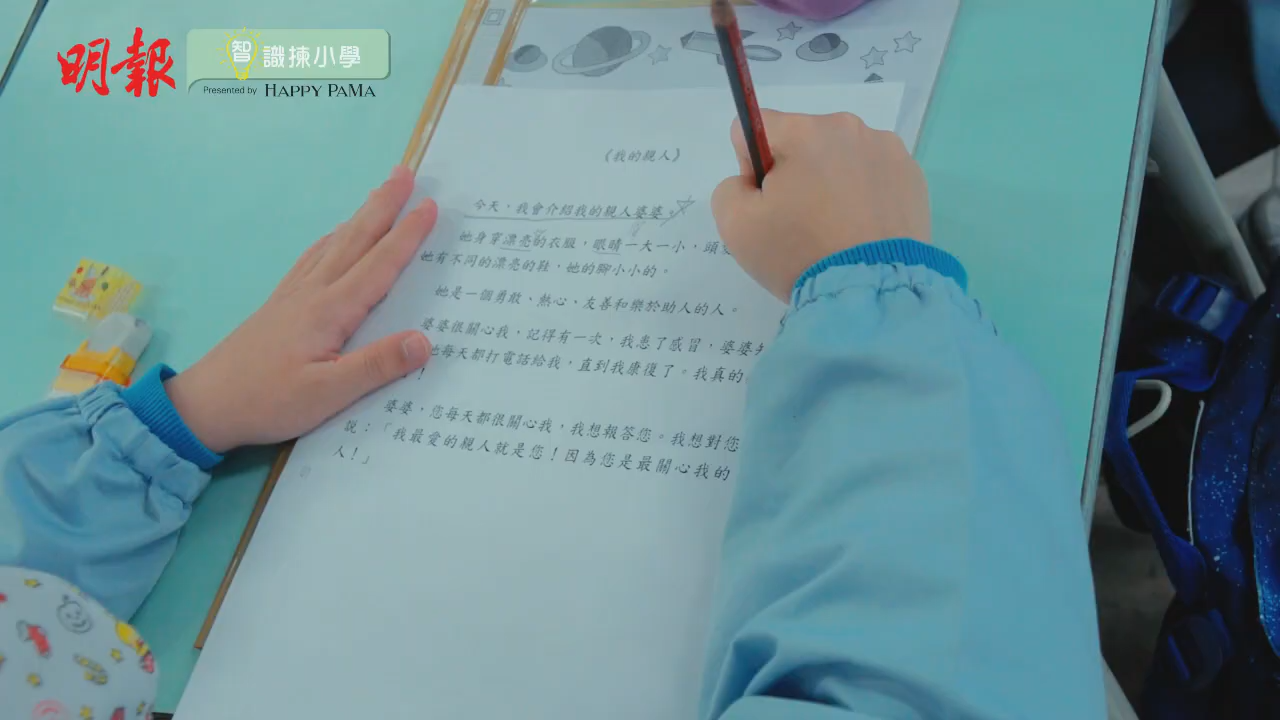 明報
智識揀小學
Presented by HAPPY PAMA
《我的親人》
今天，我會介紹我的親人婆婆。
她身穿漂亮的衣服，眼睛一大一小，頭
她有不同的漂亮的鞋，她的腳小小的。
她是一個勇敢、熱心、友善和樂於助人的人。
婆婆很關心我，記得有一次，我患了感冒，婆婆
她每天都打電話給我，直到我康復了。我真的
！
婆婆，您每天都很關心我，我想報答您。我想對您
說：「我最愛的親人就是您！因為您是最關心我的
人！」